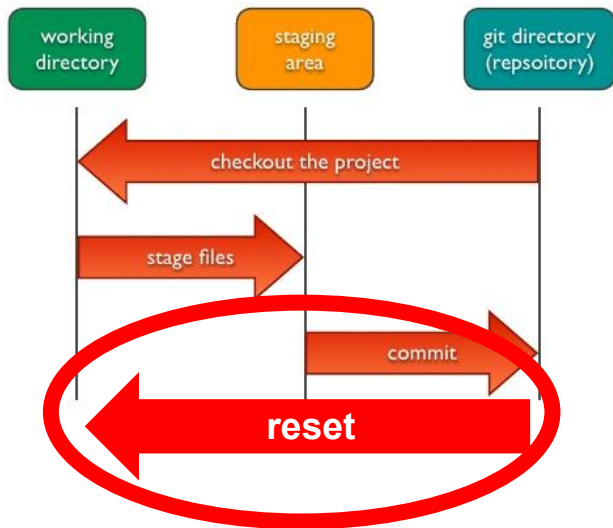 working
directory
staging
area
git directory
(repsoitory)
checkout the project
stage files
commit
reset